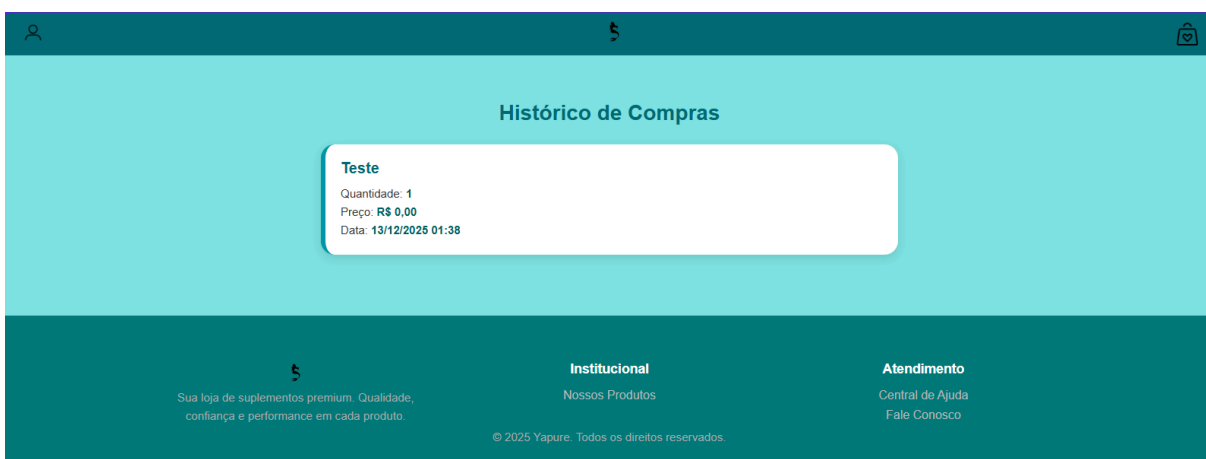 Histórico de Compras
Teste
Quantidade: 1
Preço: R$ 0,00
Data: 13/12/2025 01:38
Sua loja de suplementos premium. Qualidade,
confiança e performance em cada produto.
Institucional
Nossos Produtos
Atendimento
Central de Ajuda
Fale Conosco
© 2025 Yapure. Todos os direitos reservados.